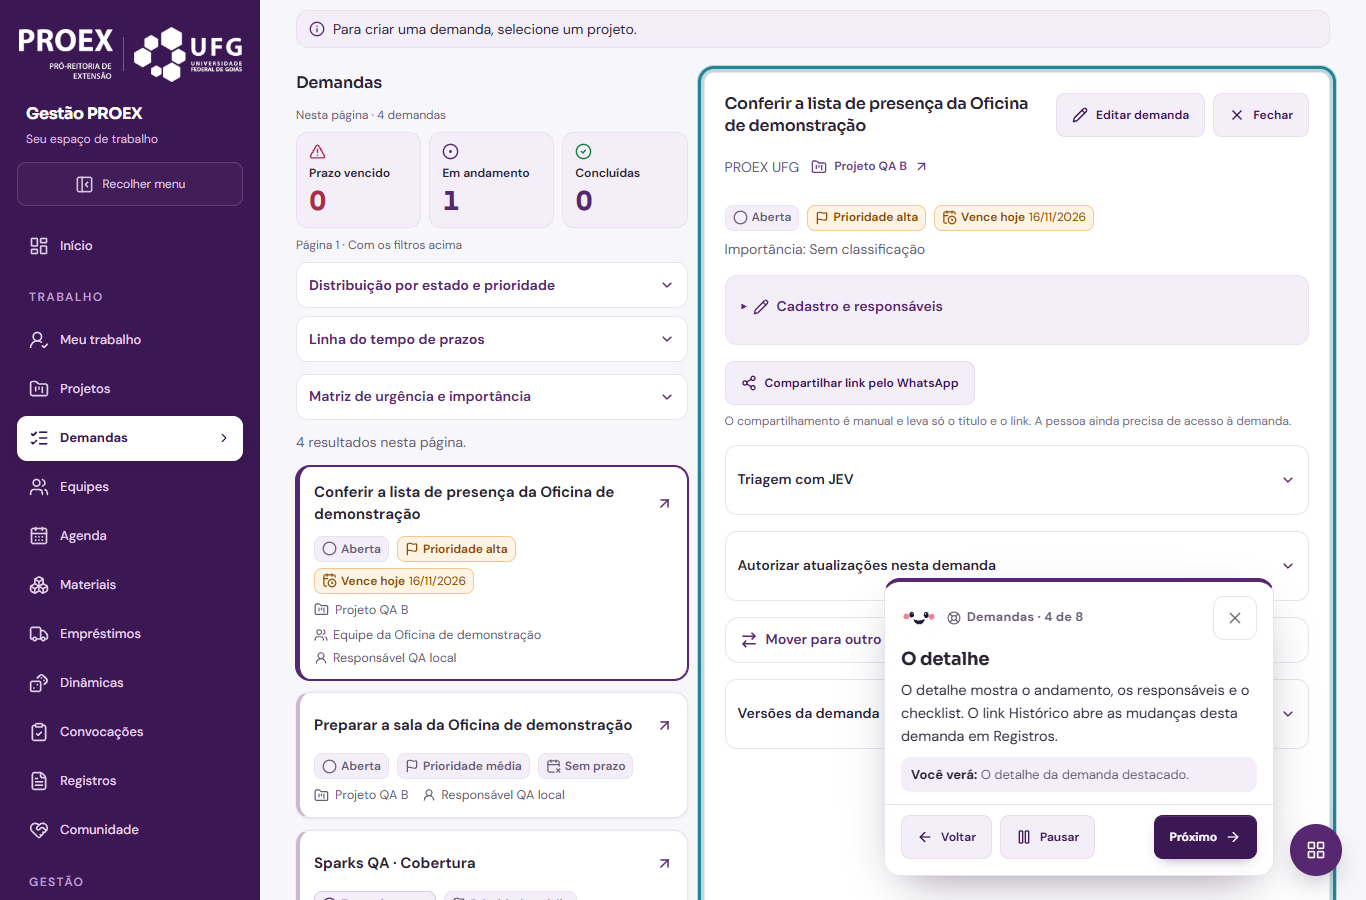 PROEX
PRÓ-REITORIA DE
EXTENSÃO
UFG
UNIVERSIDADE
FEDERAL DE GOIÁS
Gestão PROEX
Seu espaço de trabalho
Recolher menu
Início
TRABALHO
Meu trabalho
Projetos
Demandas
Equipes
Agenda
Materiais
Empréstimos
Dinâmicas
Convocações
Registros
Comunidade
GESTÃO
Para criar uma demanda, selecione um projeto.
Demandas
Nesta página · 4 demandas
Prazo vencido
0
Em andamento
1
Concluídas
0
Página 1 · Com os filtros acima
Distribuição por estado e prioridade
Linha do tempo de prazos
Matriz de urgência e importância
4 resultados nesta página.
Conferir a lista de presença da Oficina de
demonstração
Aberta
Prioridade alta
Vence hoje 16/11/2026
Projeto QA B
Equipe da Oficina de demonstração
Responsável QA local
Preparar a sala da Oficina de demonstração
Aberta
Prioridade média
Sem prazo
Projeto QA B
Responsável QA local
Sparks QA · Cobertura
Conferir a lista de presença da Oficina
de demonstração
Editar demanda
Fechar
PROEX UFG
Projeto QA B
Aberta
Prioridade alta
Vence hoje 16/11/2026
Importância: Sem classificação
Cadastro e responsáveis
Compartilhar link pelo WhatsApp
O compartilhamento é manual e leva só o título e o link. A pessoa ainda precisa de acesso à demanda.
Triagem com JEV
Autorizar atualizações nesta demanda
Mover para outro
Versões da demanda
Demandas · 4 de 8
O detalhe
O detalhe mostra o andamento, os responsáveis e o
checklist. O link Histórico abre as mudanças desta
demanda em Registros.
Você verá: O detalhe da demanda destacado.
Voltar
Pausar
Próximo